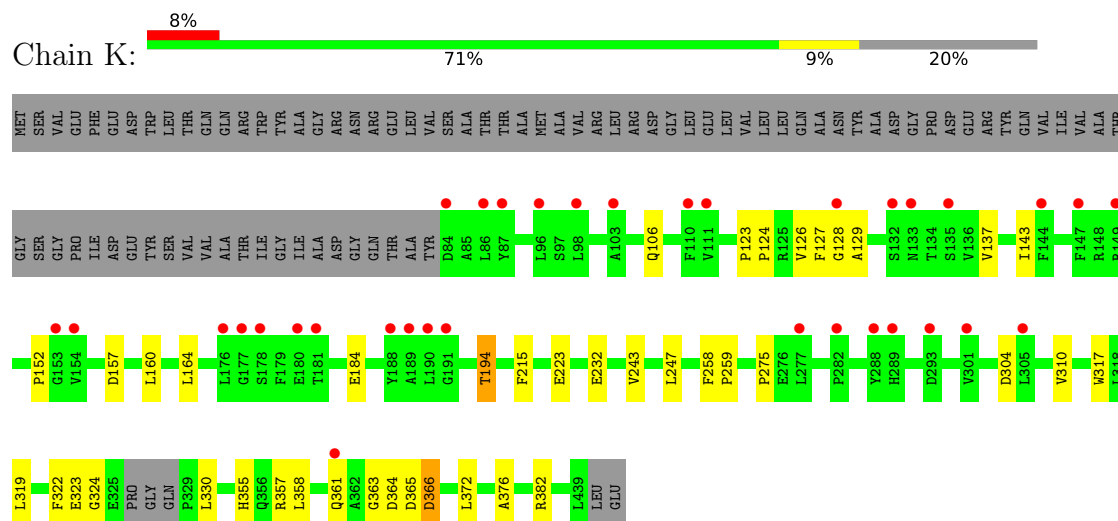 8%
Chain K:
71% 9% 20%
MET SER VAL GLU PHE GLU ASP TRP LEU THR GLN GLN ARG TRP TYR ALA GLY ARG ASN ARG GLU LEU VAL SER ALA THR THR ALA MET ALA VAL ARG LEU ARG ASP GLY LEU GLU LEU VAL LEU LEU GLN ALA ASN TYR ALA ASP GLY PRO ASP GLU ARG TYR GLN VAL ILE VAL ALA THR
GLY SER GLY PRO ILE ASP GLU TYR SER VAL VAL ALA THR ILE GLY ILE ALA ASP GLY GLN THR ALA TYR D84 A85 L86 Y87 L96 S97 L98 A103 Q106 F110 V111 P123 P124 R125 V126 F127 G128 A129 S132 N133 T134 S135 V136 V137 I143 F144 F147 R148 P149
P152 G153 V154 D157 L160 L164 L176 G177 S178 F179 E180 T181 E184 Y188 A189 L190 G191 T194 F215 E223 E232 V243 L247 F258 P259 P275 E276 L277 P282 Y288 H289 D293 V301 D304 L305 V310 W317 L318
L319 F322 E323 G324 E325 PRO GLY GLN P329 L330 H355 Q356 R357 L358 Q361 A362 G363 D364 D365 D366 L372 A376 R382 L439 LEU GLU